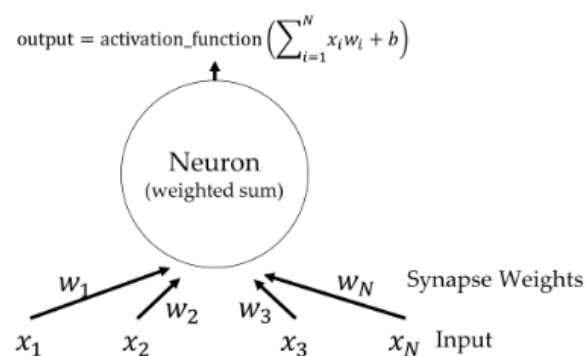 output = activation_function(∑_{i=1}^{N} x_i w_i + b)
Neuron
(weighted sum)
w_1 w_2 w_3 w_N Synapse Weights
x_1 x_2 x_3 x_N Input